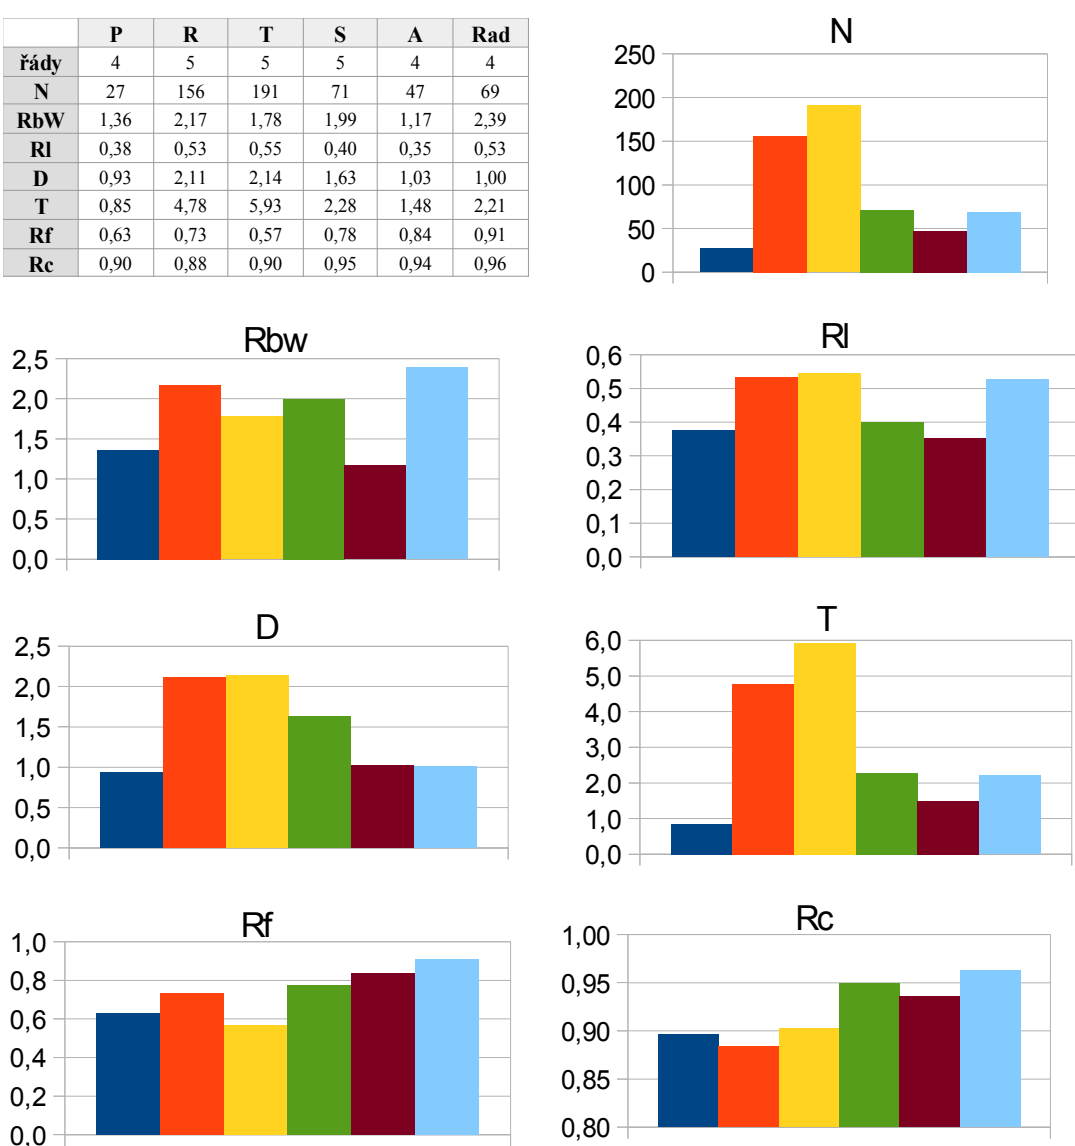 P R T S A Rad
řády 4 5 5 5 4 4
N 27 156 191 71 47 69
RbW 1,36 2,17 1,78 1,99 1,17 2,39
Rl 0,38 0,53 0,55 0,40 0,35 0,53
D 0,93 2,11 2,14 1,63 1,03 1,00
T 0,85 4,78 5,93 2,28 1,48 2,21
Rf 0,63 0,73 0,57 0,78 0,84 0,91
Rc 0,90 0,88 0,90 0,95 0,94 0,96
N
250
200
150
100
50
0
Rbw
2,5
2,0
1,5
1,0
0,5
0,0
Rl
0,6
0,5
0,4
0,3
0,2
0,1
0,0
D
2,5
2,0
1,5
1,0
0,5
0,0
T
6,0
5,0
4,0
3,0
2,0
1,0
0,0
Rf
1,0
0,8
0,6
0,4
0,2
0,0
Rc
1,00
0,95
0,90
0,85
0,80